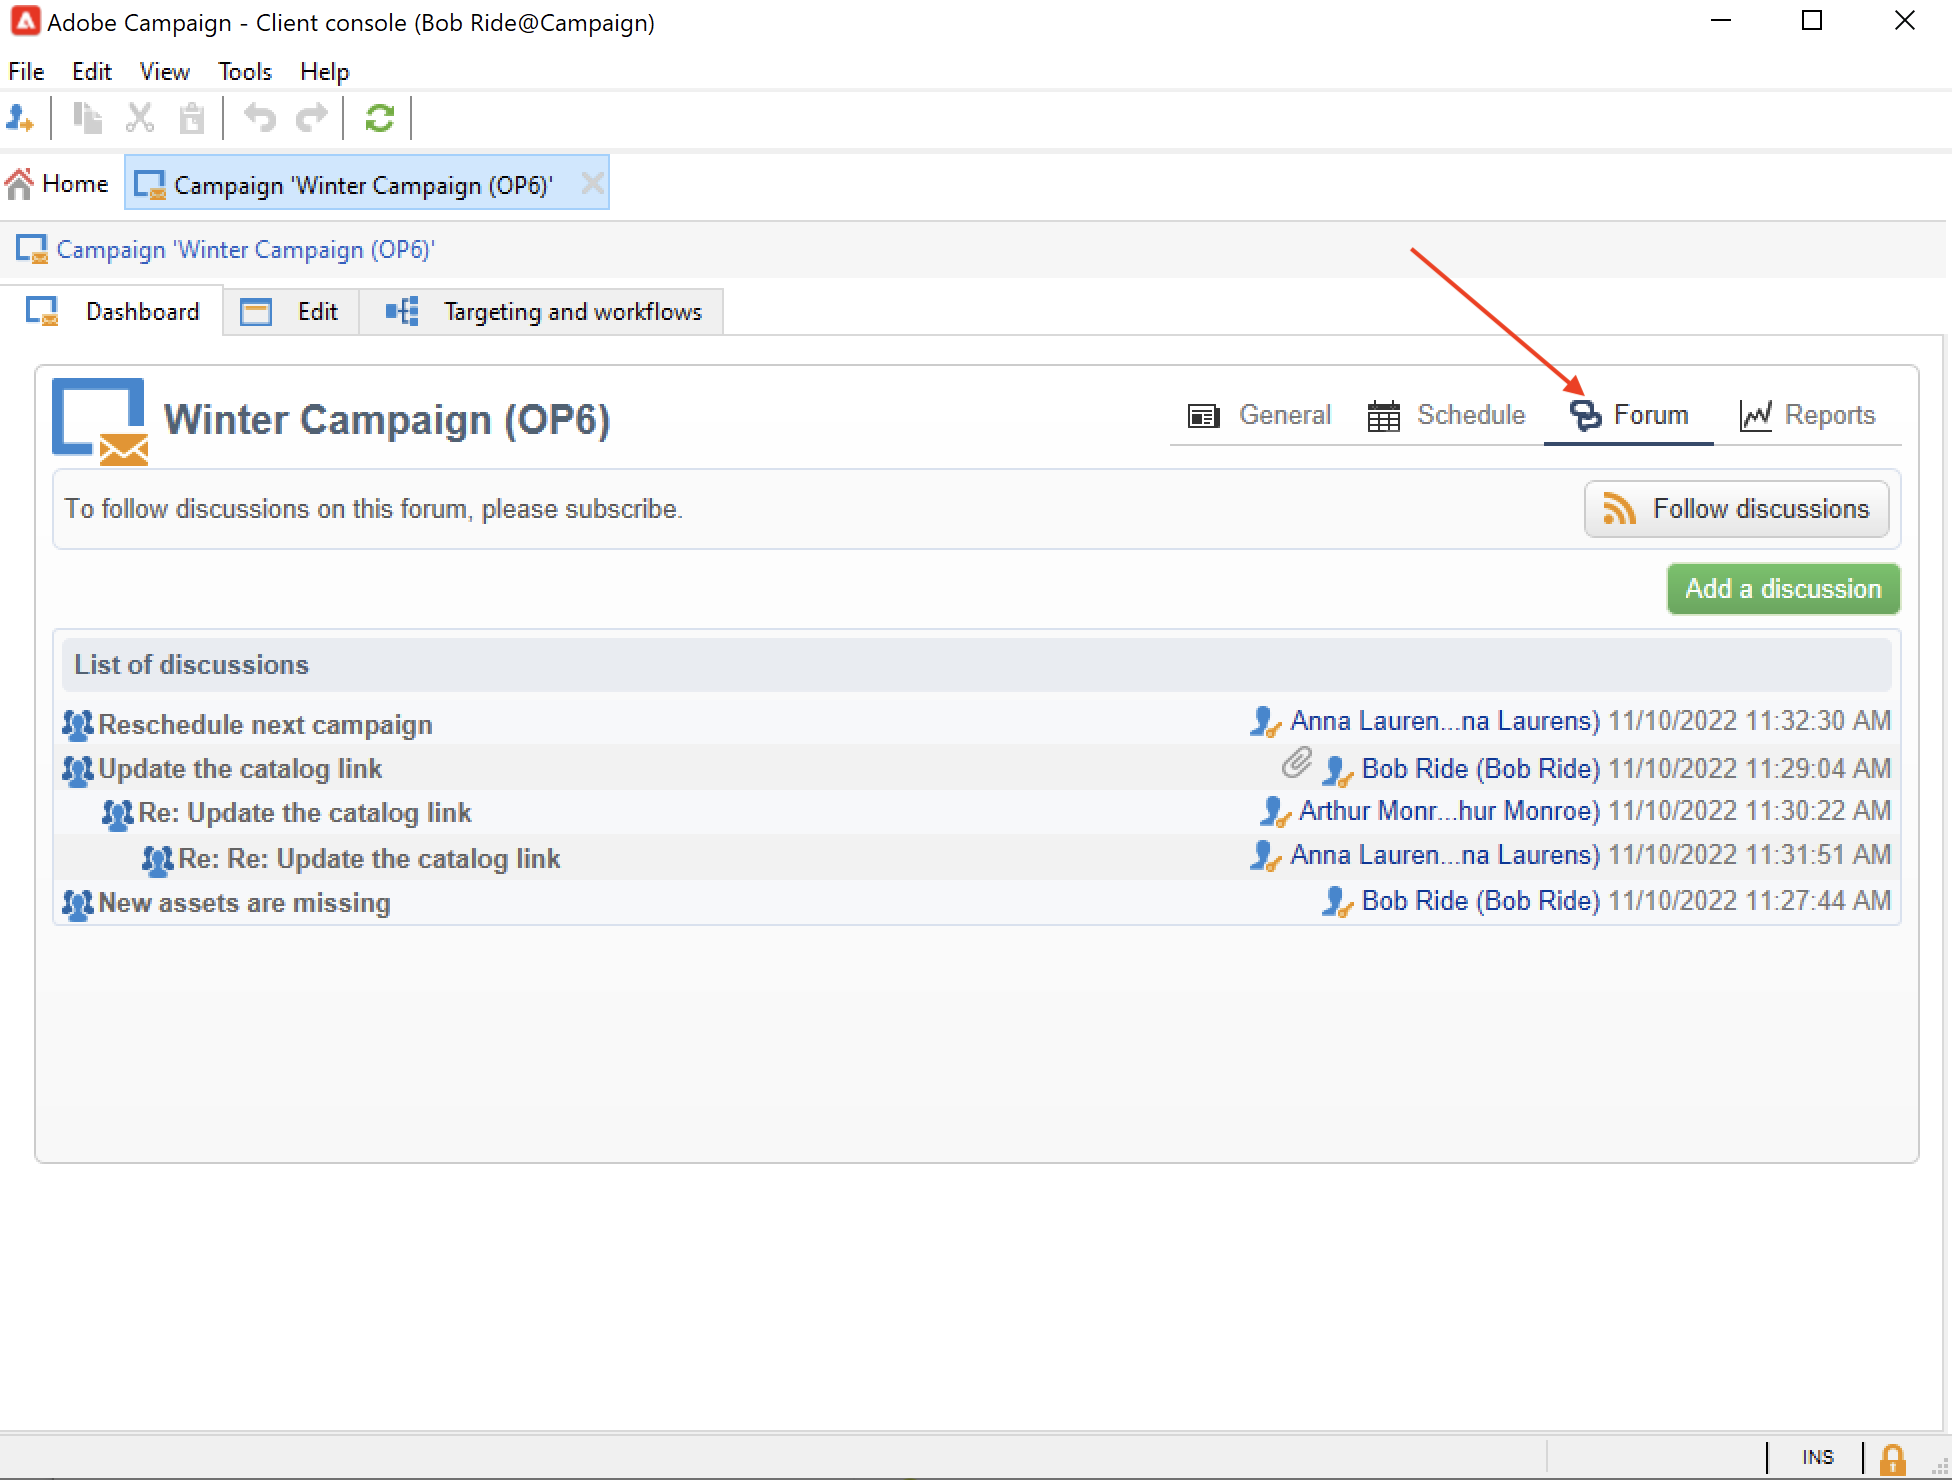 Adobe Campaign - Client console (Bob Ride@Campaign)
File Edit View Tools Help
Home Campaign 'Winter Campaign (OP6)'
Campaign 'Winter Campaign (OP6)'
Dashboard Edit Targeting and workflows
Winter Campaign (OP6) General Schedule Forum Reports
To follow discussions on this forum, please subscribe. Follow discussions
Add a discussion
List of discussions
Reschedule next campaign Anna Lauren...na Laurens) 11/10/2022 11:32:30 AM
Update the catalog link Bob Ride (Bob Ride) 11/10/2022 11:29:04 AM
Re: Update the catalog link Arthur Monr...hur Monroe) 11/10/2022 11:30:22 AM
Re: Re: Update the catalog link Anna Lauren...na Laurens) 11/10/2022 11:31:51 AM
New assets are missing Bob Ride (Bob Ride) 11/10/2022 11:27:44 AM
INS